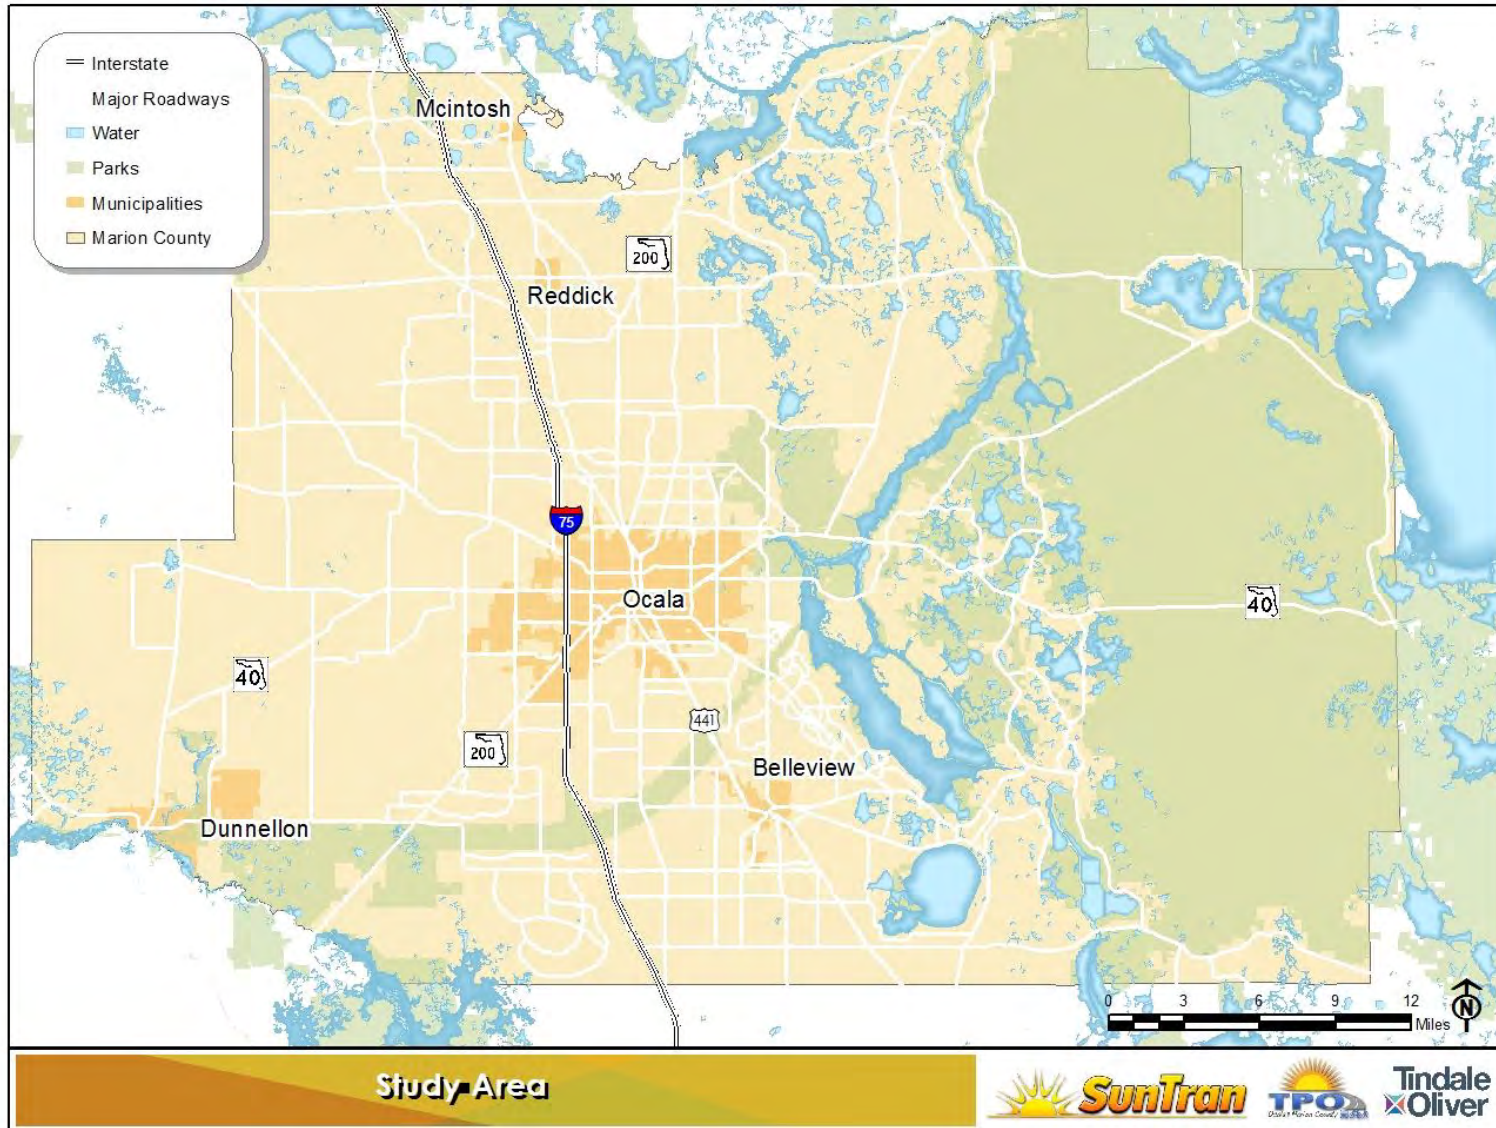 Interstate
Major Roadways
Water
Parks
Municipalities
Marion County
Mcintosh
200
Reddick
75
Ocala
40
40
441
200
Belleview
Dunnellon
0 3 6 9 12
Miles
N
Study Area
SunTran
TPO
Tindale
Oliver